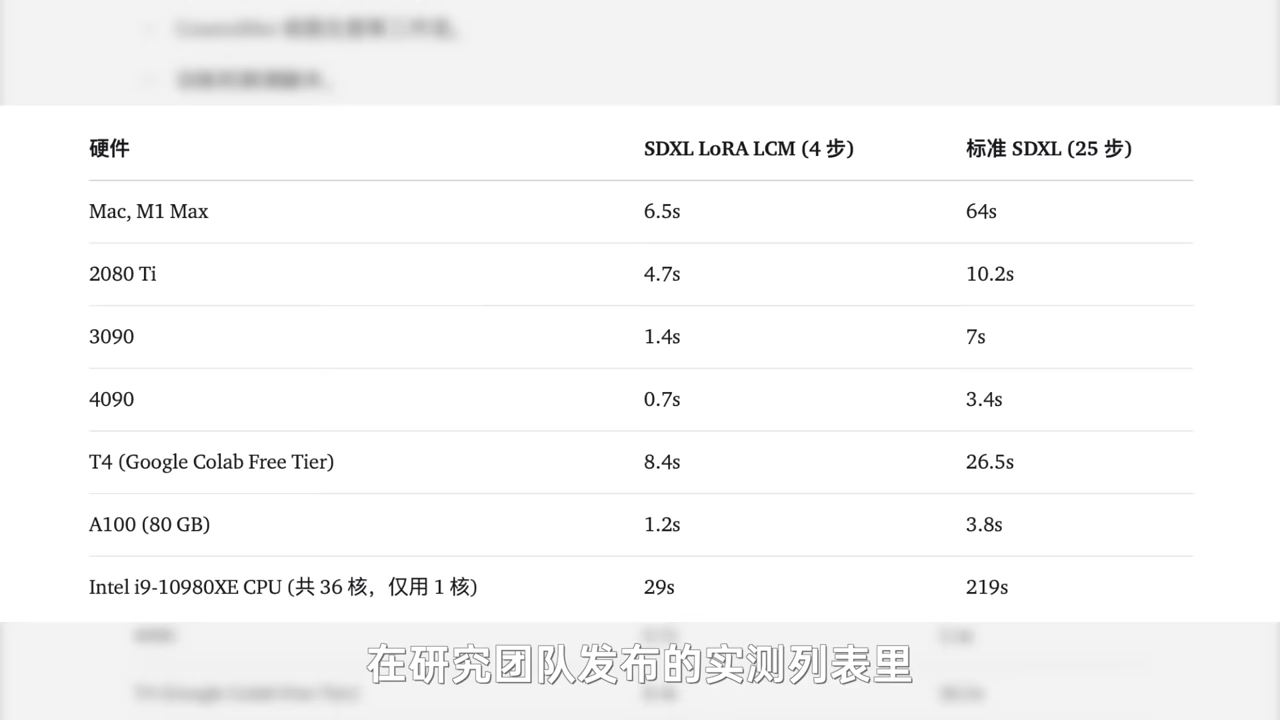 硬件 SDXL LoRA LCM (4 步) 标准 SDXL (25 步)
Mac, M1 Max 6.5s 64s
2080 Ti 4.7s 10.2s
3090 1.4s 7s
4090 0.7s 3.4s
T4 (Google Colab Free Tier) 8.4s 26.5s
A100 (80 GB) 1.2s 3.8s
Intel i9-10980XE CPU (共 36 核，仅用 1 核) 29s 219s
在研究团队发布的实测列表里